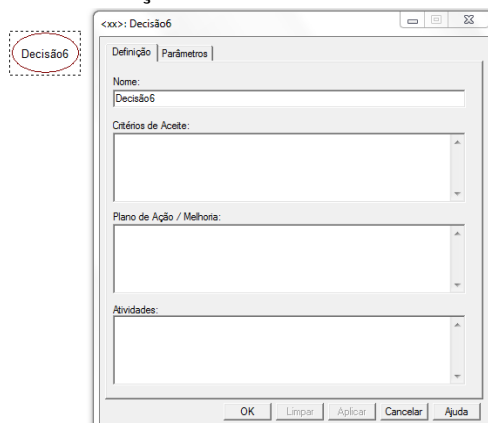 <xx>: Decisão6
Decisão6
Definição
Parâmetros
Nome:
Decisão6
Critérios de Aceite:
Plano de Ação / Melhoria:
Atividades:
OK
Limpar
Aplicar
Cancelar
Ajuda